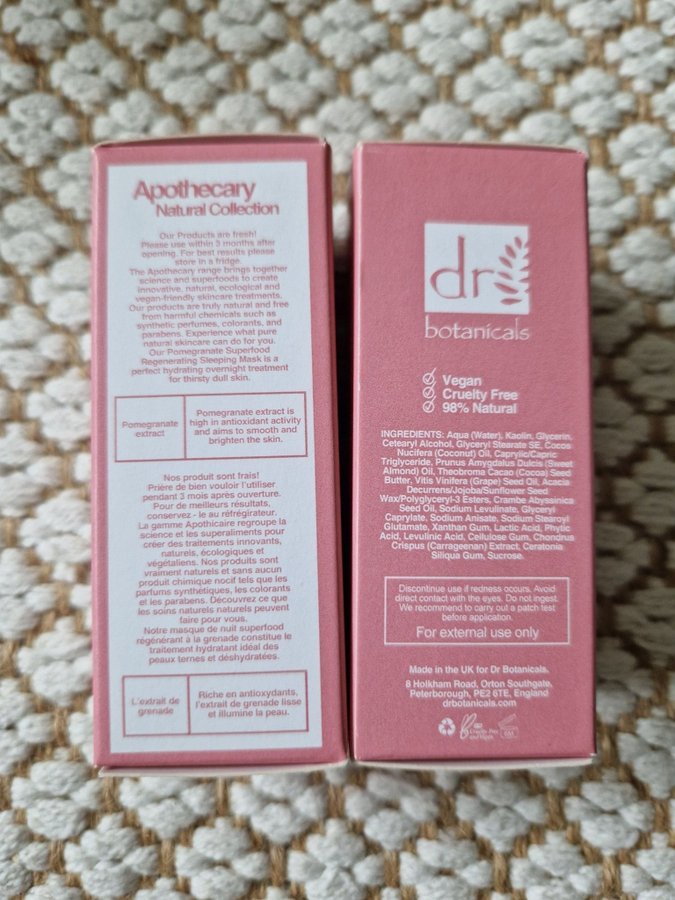 Apothecary
Natural Collection
Our Products are fresh!
Please use within 3 months after
opening. For best results please
store in a fridge.
The Apothecary range brings together
science and superfoods to create
innovative, natural, ecological and
vegan-friendly skincare treatments.
Our products are truly natural and free
from harmful chemicals such as
synthetic perfumes, colorants, and
parabens. Experience what pure
natural skincare can do for you.
Our Pomegranate Superfood
Regenerating Sleeping Mask is a
perfect hydrating overnight treatment
for thirsty dull skin.
Pomegranate
extract
Pomegranate extract is
high in antioxidant activity
and aims to smooth and
brighten the skin.
Nos produit sont frais!
Prière de bien vouloir l'utiliser
pendant 3 mois après ouverture.
Pour de meilleurs résultats,
conservez - le au réfrigérateur.
La gamme Apothicaire regroupe la
science et les superaliments pour
créer des traitements innovants,
naturels, écologiques et
végétaliens. Nos produits sont
vraiment naturels et sans aucun
produit chimique nocif tels que les
parfums synthétiques, les colorants
et les parabens. Découvrez ce que
les soins naturels naturels peuvent
faire pour vous.
Notre masque de nuit superfood
régénérant à la grenade constitue le
traitement hydratant idéal des
peaux ternes et déshydratées.
L'extrait de
grenade
Riche en antioxydants,
l'extrait de grenade lisse
et illumine la peau.
dr
botanicals
Vegan
Cruelty Free
98% Natural
INGREDIENTS: Aqua (Water), Kaolin, Glycerin,
Cetearyl Alcohol, Glyceryl Stearate SE, Cocos
Nucifera (Coconut) Oil, Caprylic/Capric
Triglyceride, Prunus Amygdalus Dulcis (Sweet
Almond) Oil, Theobroma Cacao (Cocoa) Seed
Butter, Vitis Vinifera (Grape) Seed Oil, Acacia
Decurrens/Jojoba/Sunflower Seed
Wax/Polyglyceryl-3 Esters, Crambe Abyssinica
Seed Oil, Sodium Levulinate, Glyceryl
Caprylate, Sodium Anisate, Sodium Stearoyl
Glutamate, Xanthan Gum, Lactic Acid, Phytic
Acid, Levulinic Acid, Cellulose Gum, Chondrus
Crispus (Carrageenan) Extract, Ceratonia
Siliqua Gum, Sucrose.
Discontinue use if redness occurs. Avoid
direct contact with the eyes. Do not ingest.
We recommend to carry out a patch test
before application.
For external use only
Made in the UK for Dr Botanicals.
8 Holkham Road, Orton Southgate,
Peterborough, PE2 6TE, England
drbotanicals.com
Cruelty Free
and Vegan
6M